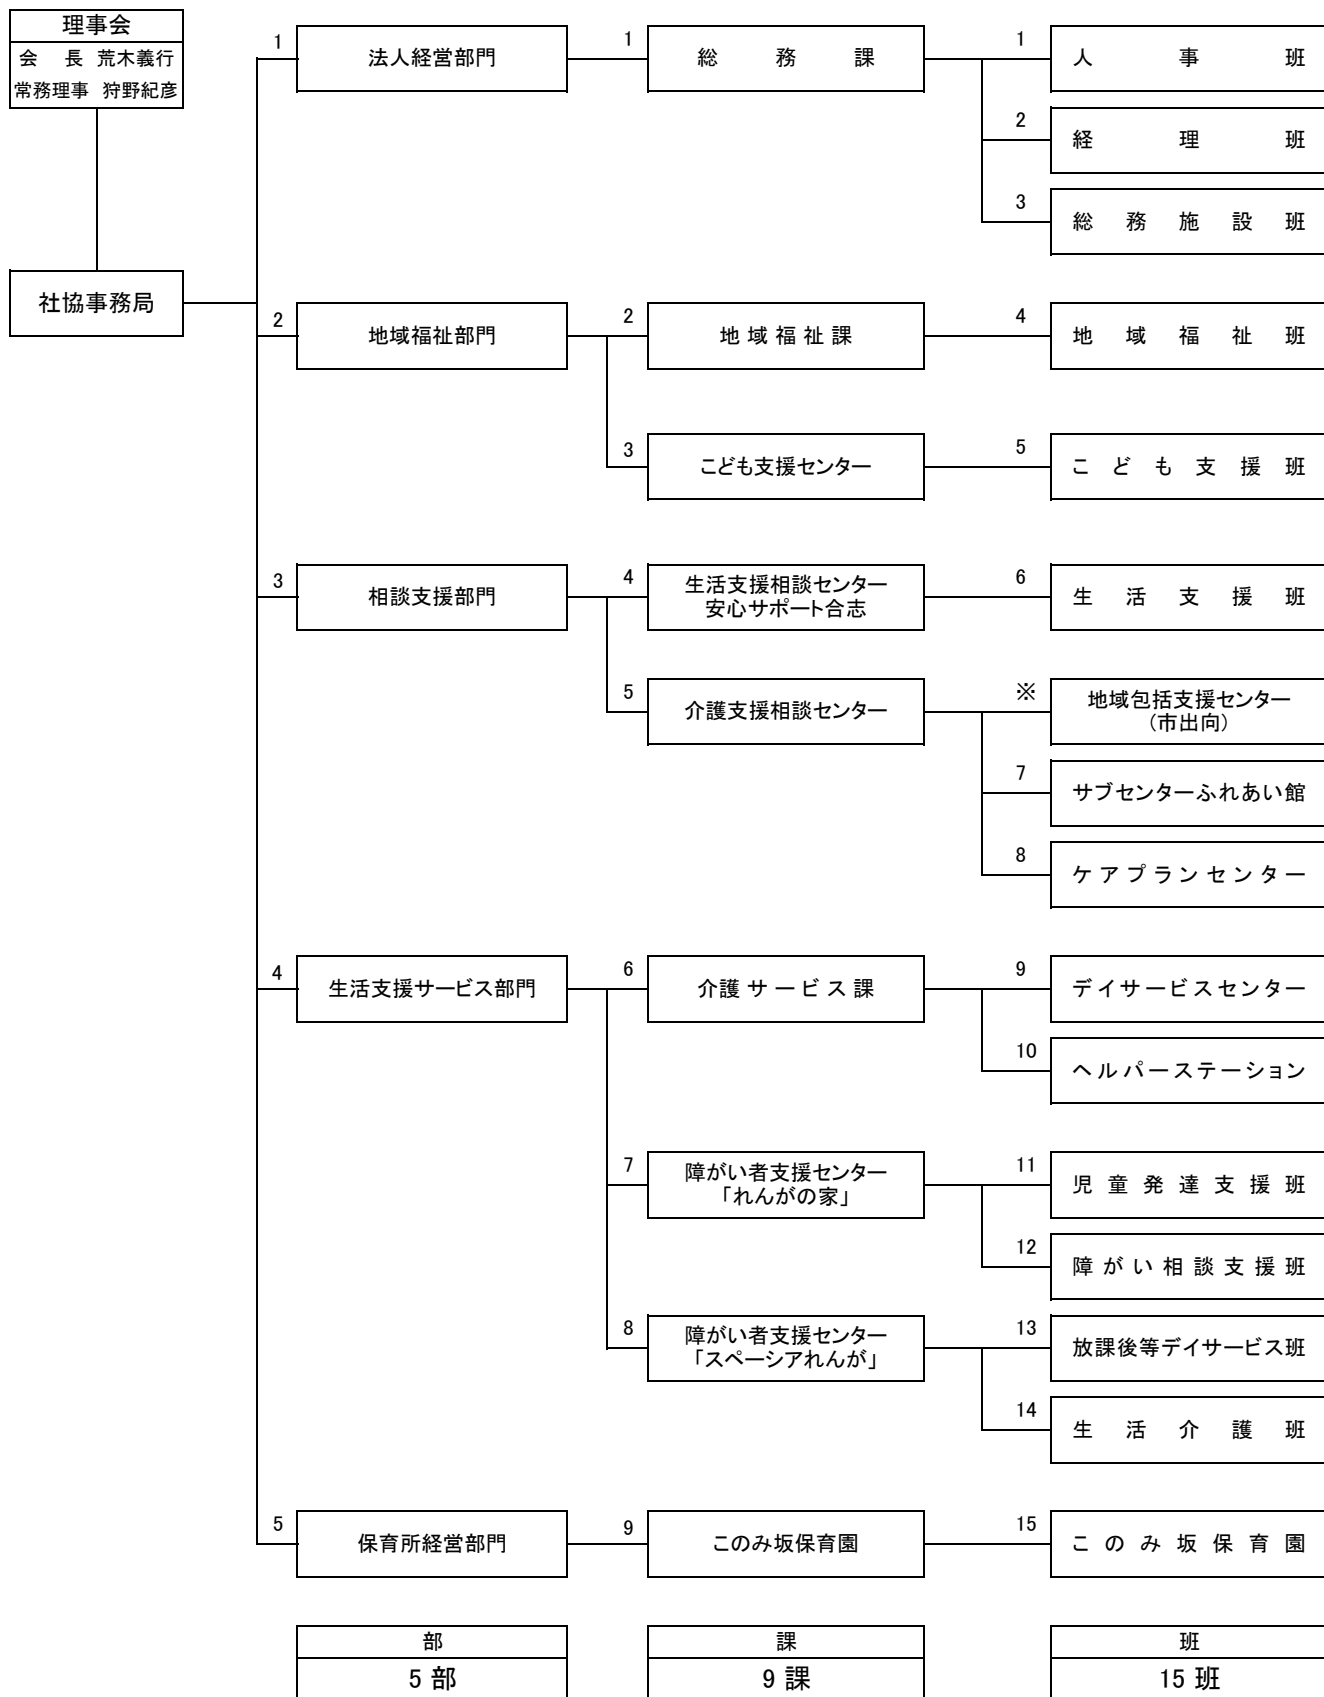 理事会
会　長 荒木義行
常務理事 狩野紀彦
社協事務局
1
法人経営部門
1
総務課
1
人事班
2
経理班
3
総務施設班
2
地域福祉部門
2
地域福祉課
4
地域福祉班
3
こども支援センター
5
こども支援班
3
相談支援部門
4
生活支援相談センター
安心サポート合志
6
生活支援班
5
介護支援相談センター
※
地域包括支援センター
(市出向)
7
サブセンターふれあい館
8
ケアプランセンター
4
生活支援サービス部門
6
介護サービス課
9
デイサービスセンター
10
ヘルパーステーション
7
障がい者支援センター
「れんがの家」
11
児童発達支援班
12
障がい相談支援班
8
障がい者支援センター
「スペーシアれんが」
13
放課後等デイサービス班
14
生活介護班
5
保育所経営部門
9
このみ坂保育園
15
このみ坂保育園
部
5 部
課
9 課
班
15 班